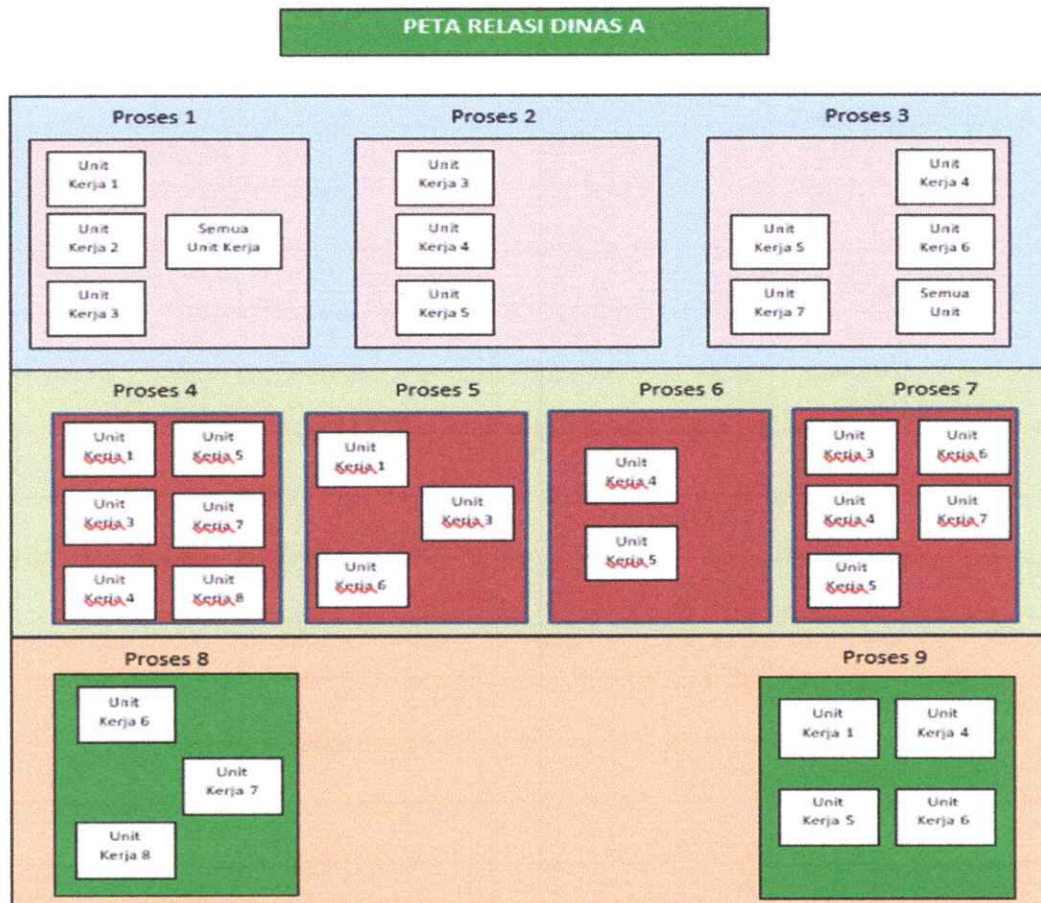 PETA RELASI DINAS A
Proses 1
Unit
Kerja 1
Unit
Kerja 2
Unit
Kerja 3
Semua
Unit Kerja
Proses 2
Unit
Kerja 3
Unit
Kerja 4
Unit
Kerja 5
Proses 3
Unit
Kerja 5
Unit
Kerja 7
Unit
Kerja 4
Unit
Kerja 6
Semua
Unit
Proses 4
Unit
Kerja 1
Unit
Kerja 3
Unit
Kerja 4
Unit
Kerja 5
Unit
Kerja 7
Unit
Kerja 8
Proses 5
Unit
Kerja 1
Unit
Kerja 3
Unit
Kerja 6
Proses 6
Unit
Kerja 4
Unit
Kerja 5
Proses 7
Unit
Kerja 3
Unit
Kerja 4
Unit
Kerja 5
Unit
Kerja 6
Unit
Kerja 7
Proses 8
Unit
Kerja 6
Unit
Kerja 7
Unit
Kerja 8
Proses 9
Unit
Kerja 1
Unit
Kerja 4
Unit
Kerja 5
Unit
Kerja 6